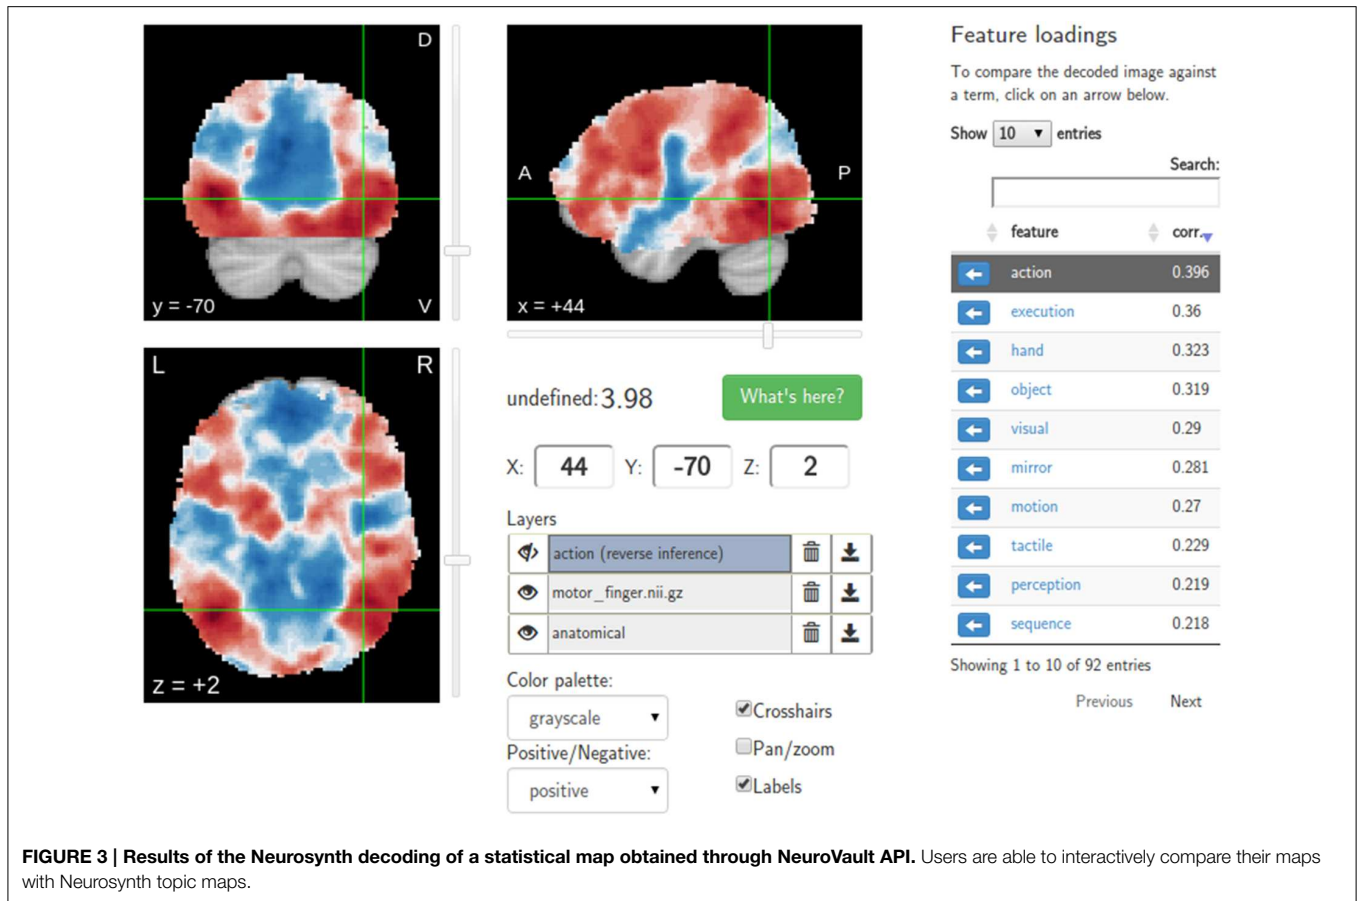 D
y = -70
V
A
P
x = +44
L
R
z = +2
undefined: 3.98
What's here?
X: 44 Y: -70 Z: 2
Layers
action (reverse inference)
motor_finger.nii.gz
anatomical
Color palette:
grayscale
Positive/Negative:
positive
Crosshairs
Pan/zoom
Labels
Feature loadings
To compare the decoded image against
a term, click on an arrow below.
Show 10 entries
Search:
feature corr.
action 0.396
execution 0.36
hand 0.323
object 0.319
visual 0.29
mirror 0.281
motion 0.27
tactile 0.229
perception 0.219
sequence 0.218
Showing 1 to 10 of 92 entries
Previous Next
FIGURE 3 | Results of the Neurosynth decoding of a statistical map obtained through NeuroVault API. Users are able to interactively compare their maps
with Neurosynth topic maps.